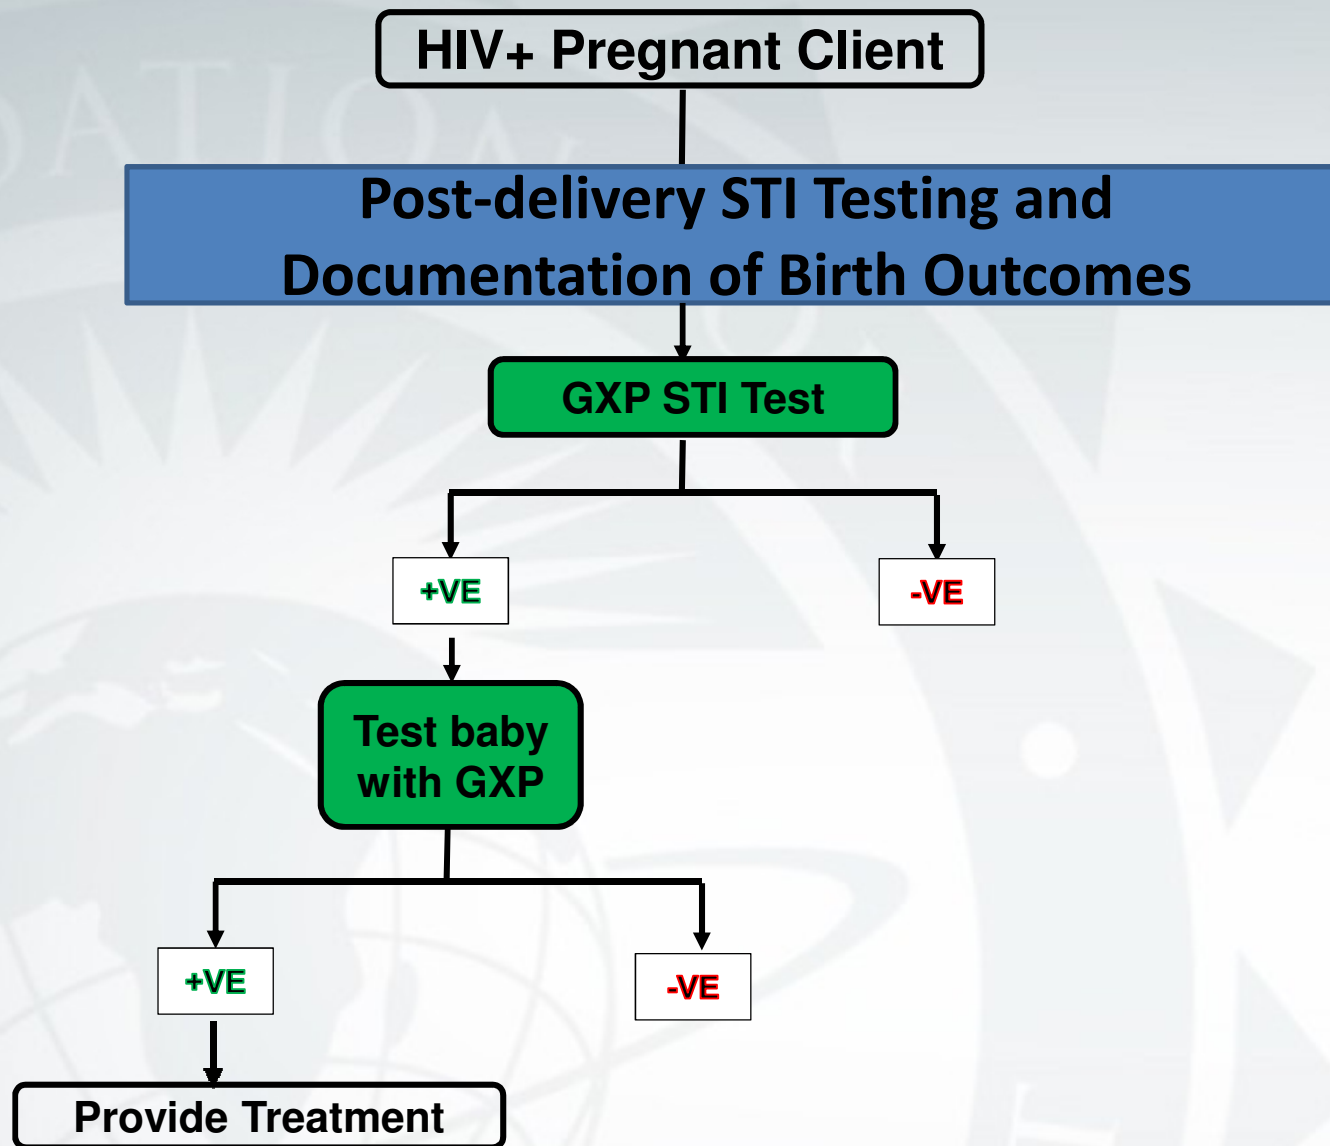 HIV+ Pregnant Client
Post-delivery STI Testing and
Documentation of Birth Outcomes
GXP STI Test
+VE
-VE
Test baby
with GXP
+VE
-VE
Provide Treatment